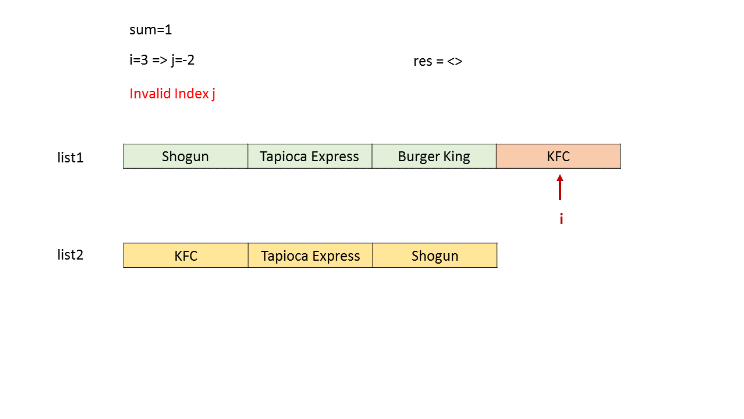 sum=1
i=3 => j=-2
res = <>
Invalid Index j
list1
Shogun
Tapioca Express
Burger King
KFC
i
list2
KFC
Tapioca Express
Shogun